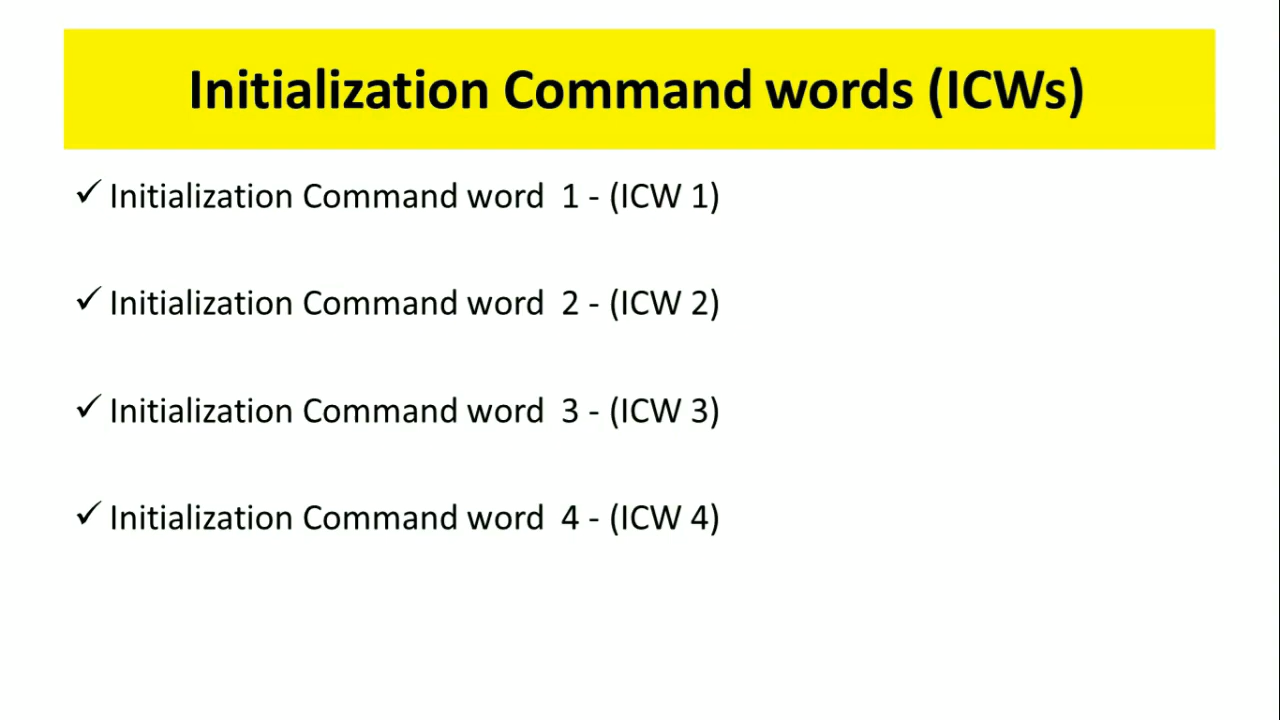 Initialization Command words (ICWs)
✓ Initialization Command word 1 - (ICW 1)
✓ Initialization Command word 2 - (ICW 2)
✓ Initialization Command word 3 - (ICW 3)
✓ Initialization Command word 4 - (ICW 4)